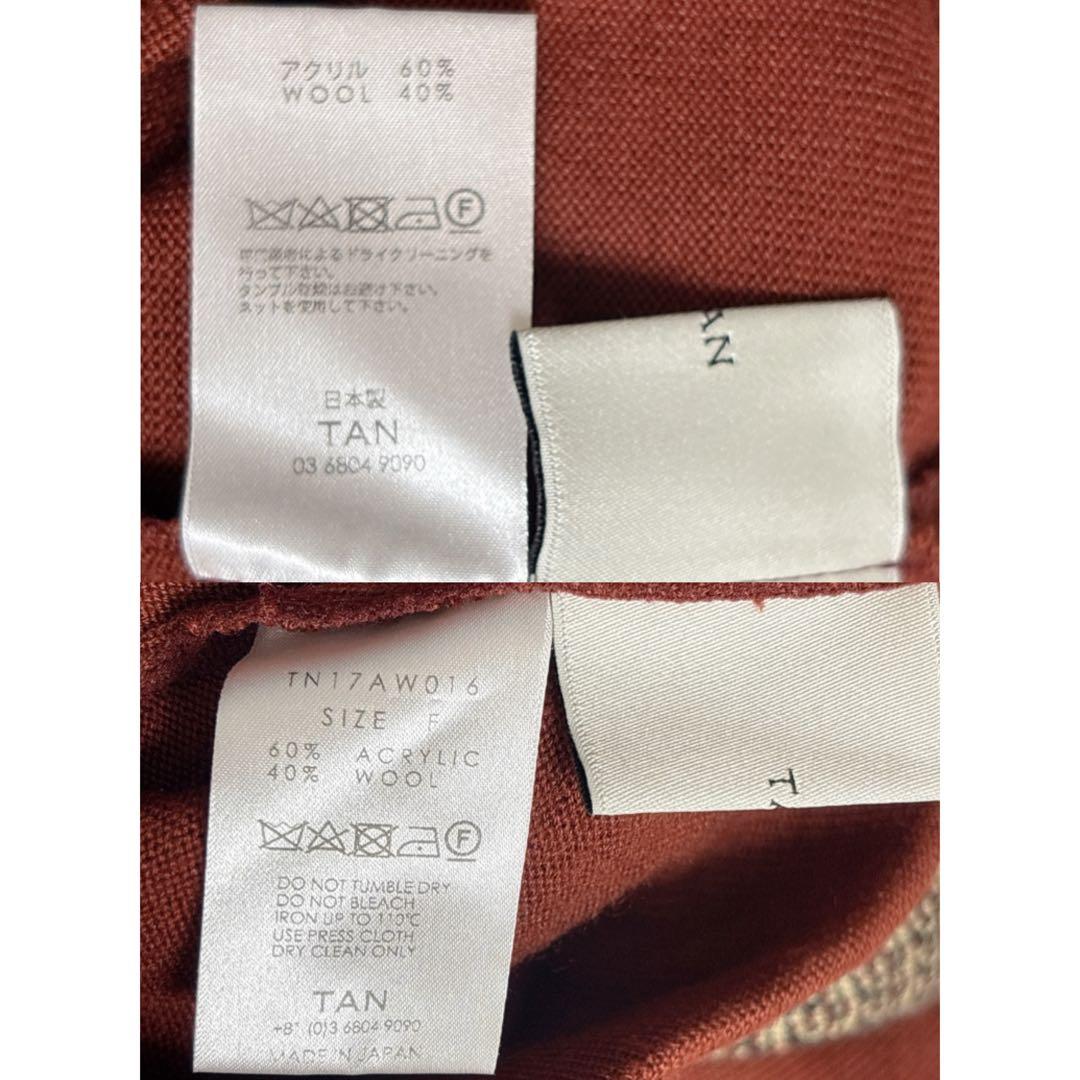 アクリル 60%
WOOL 40%
F
専門業者によるドライクリーニングを
行って下さい。
タンブル乾燥はお避け下さい。
ネットを使用して下さい。
日本製
TAN
03 6804 9090
AN
TN17AW016
SIZE F
60% ACRYLIC
40% WOOL
F
DO NOT TUMBLE DRY
DO NOT BLEACH
IRON UP TO 110℃
USE PRESS CLOTH
DRY CLEAN ONLY
TAN
+81 (0)3 6804 9090
MADE IN JAPAN
TA